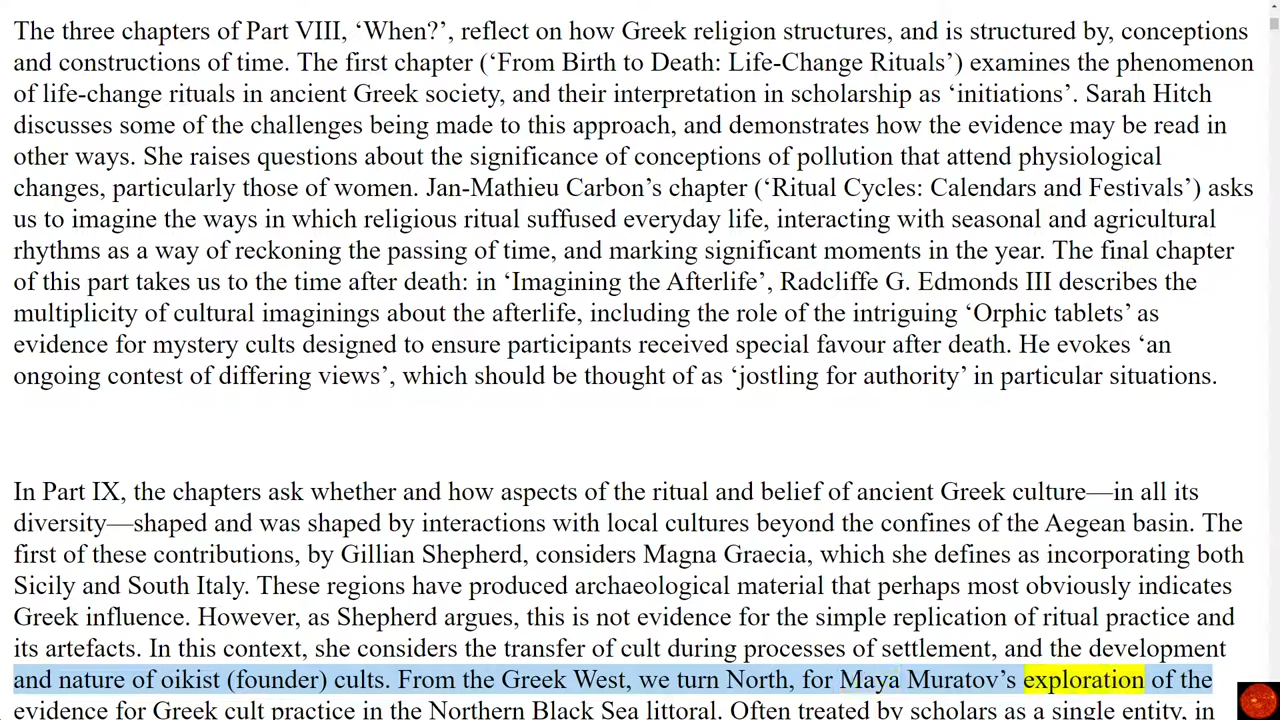 The three chapters of Part VIII, ‘When?’, reflect on how Greek religion structures, and is structured by, conceptions
and constructions of time. The first chapter (‘From Birth to Death: Life-Change Rituals’) examines the phenomenon
of life-change rituals in ancient Greek society, and their interpretation in scholarship as ‘initiations’. Sarah Hitch
discusses some of the challenges being made to this approach, and demonstrates how the evidence may be read in
other ways. She raises questions about the significance of conceptions of pollution that attend physiological
changes, particularly those of women. Jan-Mathieu Carbon’s chapter (‘Ritual Cycles: Calendars and Festivals’) asks
us to imagine the ways in which religious ritual suffused everyday life, interacting with seasonal and agricultural
rhythms as a way of reckoning the passing of time, and marking significant moments in the year. The final chapter
of this part takes us to the time after death: in ‘Imagining the Afterlife’, Radcliffe G. Edmonds III describes the
multiplicity of cultural imaginings about the afterlife, including the role of the intriguing ‘Orphic tablets’ as
evidence for mystery cults designed to ensure participants received special favour after death. He evokes ‘an
ongoing contest of differing views’, which should be thought of as ‘jostling for authority’ in particular situations.
In Part IX, the chapters ask whether and how aspects of the ritual and belief of ancient Greek culture—in all its
diversity—shaped and was shaped by interactions with local cultures beyond the confines of the Aegean basin. The
first of these contributions, by Gillian Shepherd, considers Magna Graecia, which she defines as incorporating both
Sicily and South Italy. These regions have produced archaeological material that perhaps most obviously indicates
Greek influence. However, as Shepherd argues, this is not evidence for the simple replication of ritual practice and
its artefacts. In this context, she considers the transfer of cult during processes of settlement, and the development
and nature of oikist (founder) cults. From the Greek West, we turn North, for Maya Muratov’s exploration of the
evidence for Greek cult practice in the Northern Black Sea littoral. Often treated by scholars as a single entity, in